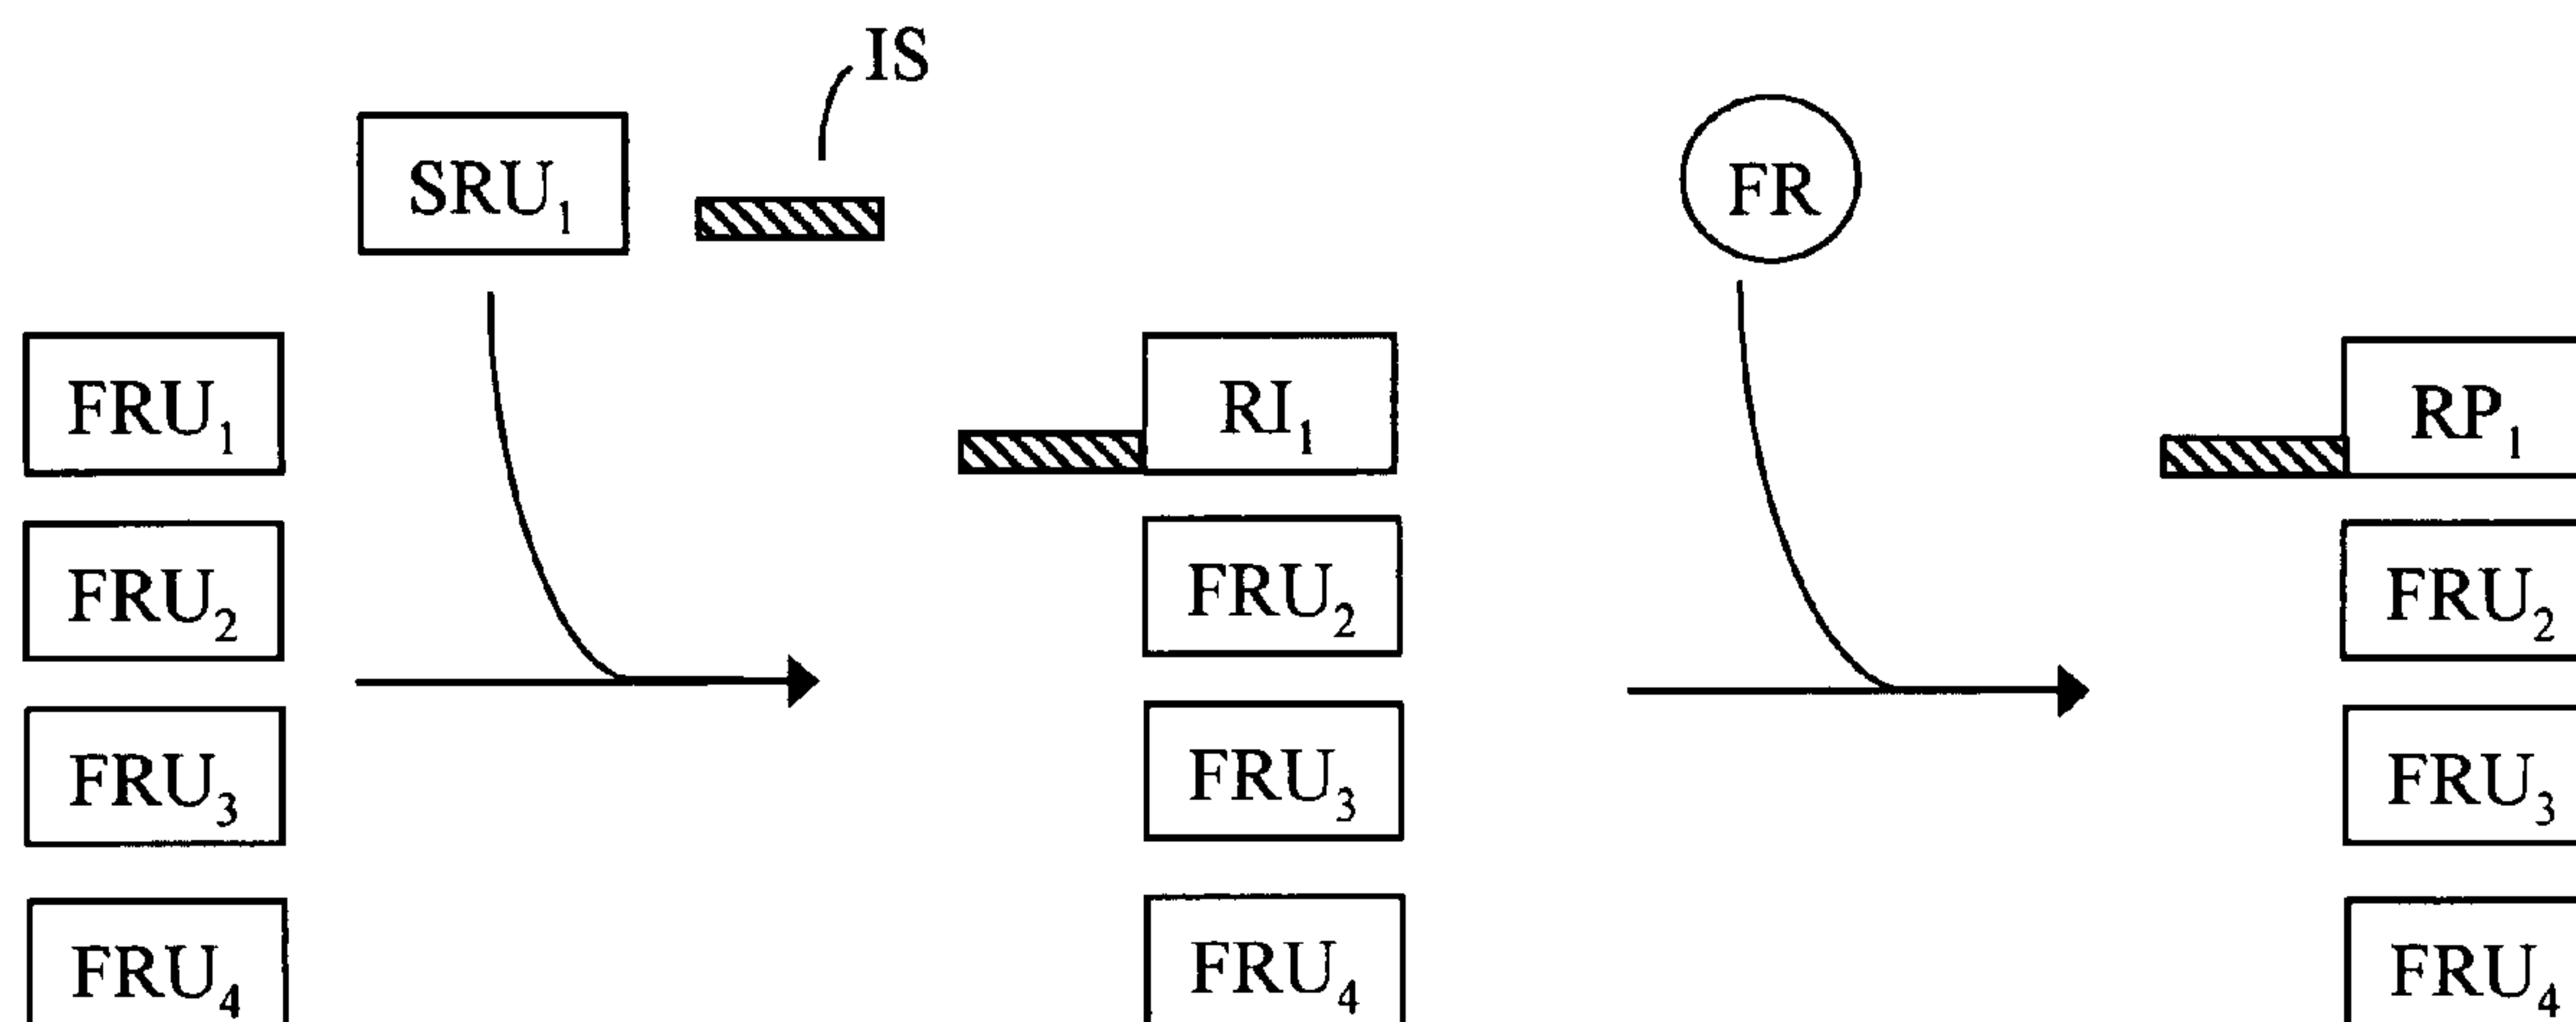 IS
SRU₁
FR
FRU₁ RI₁ RP₁
FRU₂ FRU₂ FRU₂
FRU₃ FRU₃ FRU₃
FRU₄ FRU₄ FRU₄